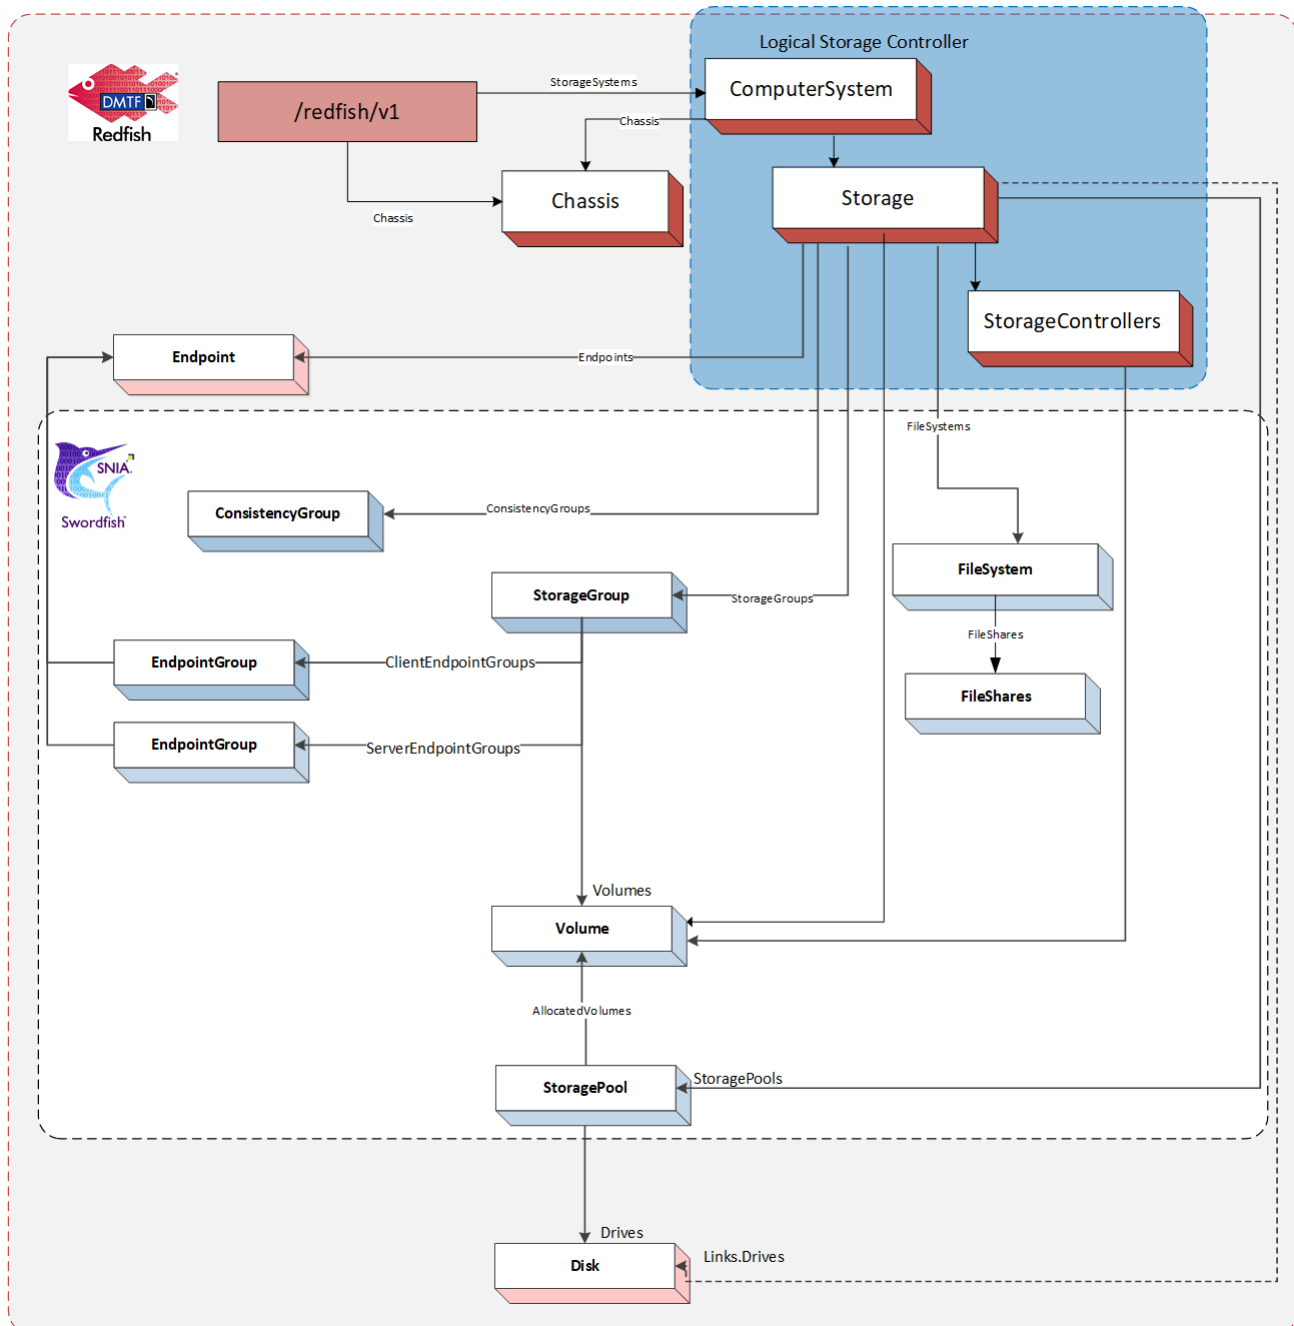 Logical Storage Controller
StorageSystems
ComputerSystem
DMTF
Redfish
/redfish/v1
Chassis
Storage
Chassis
Chassis
StorageControllers
Endpoint
Endpoints
FileSystems
SNIA
Swordfish
ConsistencyGroup
ConsistencyGroups
FileSystem
StorageGroup
StorageGroups
FileShares
EndpointGroup
ClientEndpointGroups
FileShares
EndpointGroup
ServerEndpointGroups
Volumes
Volume
AllocatedVolumes
StoragePool
StoragePools
Drives
Disk
Links.Drives